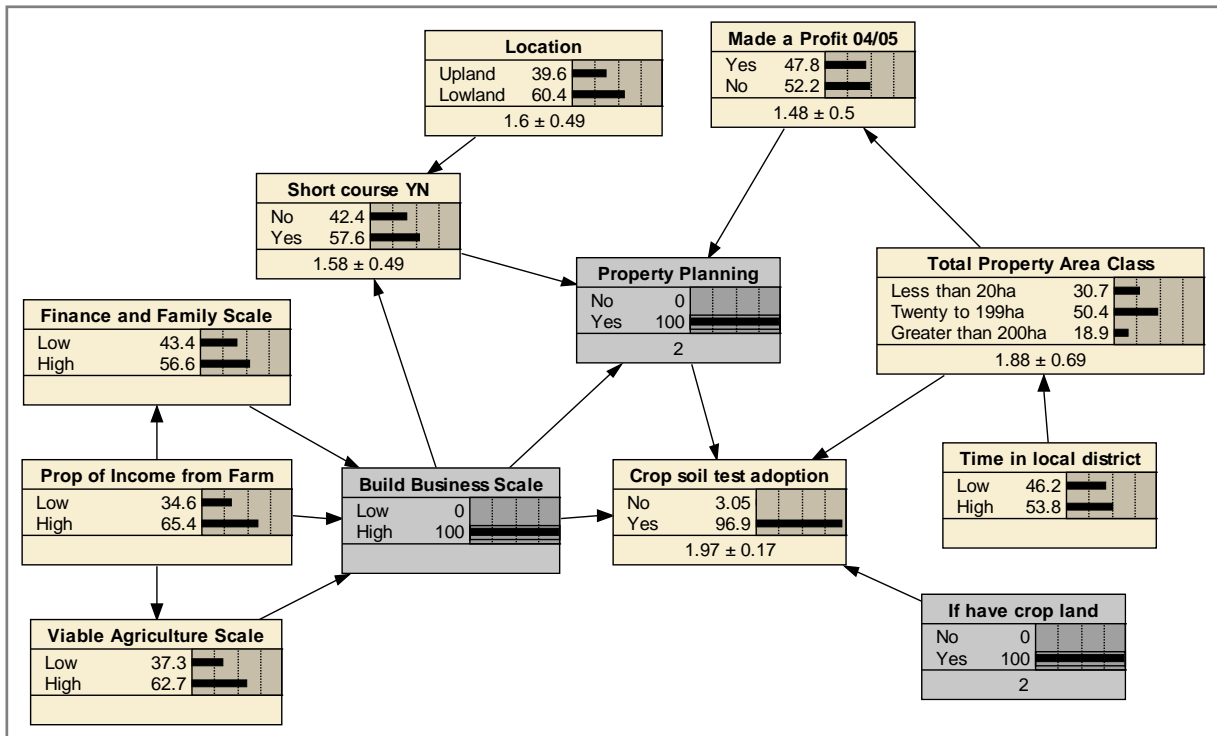 Location
Upland 39.6
Lowland 60.4
1.6 ± 0.49
Made a Profit 04/05
Yes 47.8
No 52.2
1.48 ± 0.5
Short course YN
No 42.4
Yes 57.6
1.58 ± 0.49
Property Planning
No 0
Yes 100
2
Total Property Area Class
Less than 20ha 30.7
Twenty to 199ha 50.4
Greater than 200ha 18.9
1.88 ± 0.69
Finance and Family Scale
Low 43.4
High 56.6
Prop of Income from Farm
Low 34.6
High 65.4
Build Business Scale
Low 0
High 100
Crop soil test adoption
No 3.05
Yes 96.9
1.97 ± 0.17
Time in local district
Low 46.2
High 53.8
Viable Agriculture Scale
Low 37.3
High 62.7
If have crop land
No 0
Yes 100
2